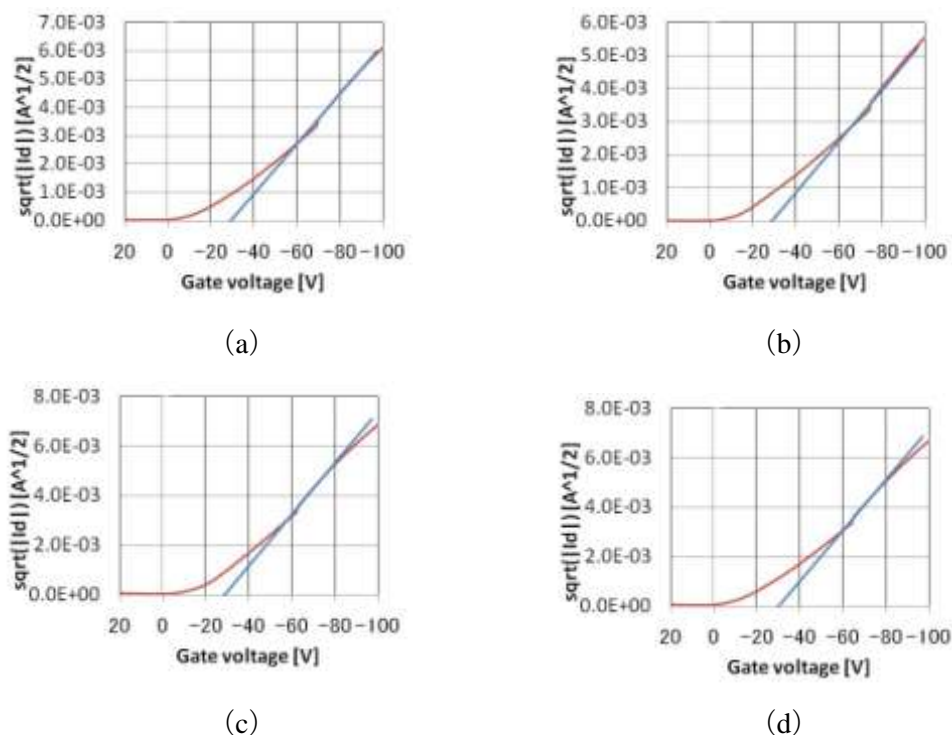 7.0E-03
6.0E-03
5.0E-03
4.0E-03
3.0E-03
2.0E-03
1.0E-03
0.0E+00
sqrt(|Id|) [A^1/2]
20 0 -20 -40 -60 -80 -100
Gate voltage [V]
(a)
6.0E-03
5.0E-03
4.0E-03
3.0E-03
2.0E-03
1.0E-03
0.0E+00
sqrt(|Id|) [A^1/2]
20 0 -20 -40 -60 -80 -100
Gate voltage [V]
(b)
8.0E-03
6.0E-03
4.0E-03
2.0E-03
0.0E+00
sqrt(|Id|) [A^1/2]
20 0 -20 -40 -60 -80 -100
Gate voltage [V]
(c)
8.0E-03
6.0E-03
4.0E-03
2.0E-03
0.0E+00
sqrt(|Id|) [A^1/2]
20 0 -20 -40 -60 -80 -100
Gate voltage [V]
(d)